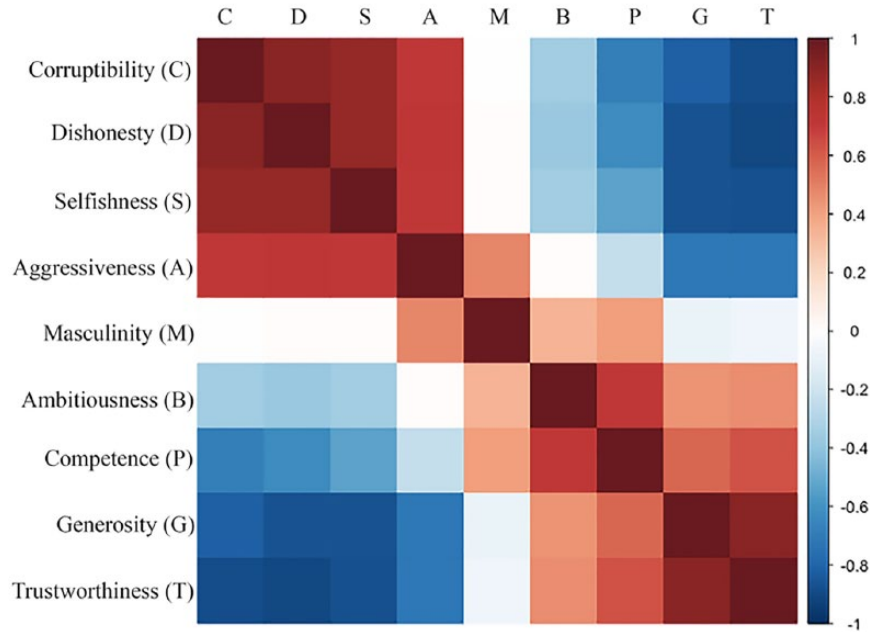 C D S A M B P G T
Corruptibility (C)
Dishonesty (D)
Selfishness (S)
Aggressiveness (A)
Masculinity (M)
Ambitiousness (B)
Competence (P)
Generosity (G)
Trustworthiness (T)
1
0.8
0.6
0.4
0.2
0
-0.2
-0.4
-0.6
-0.8
-1